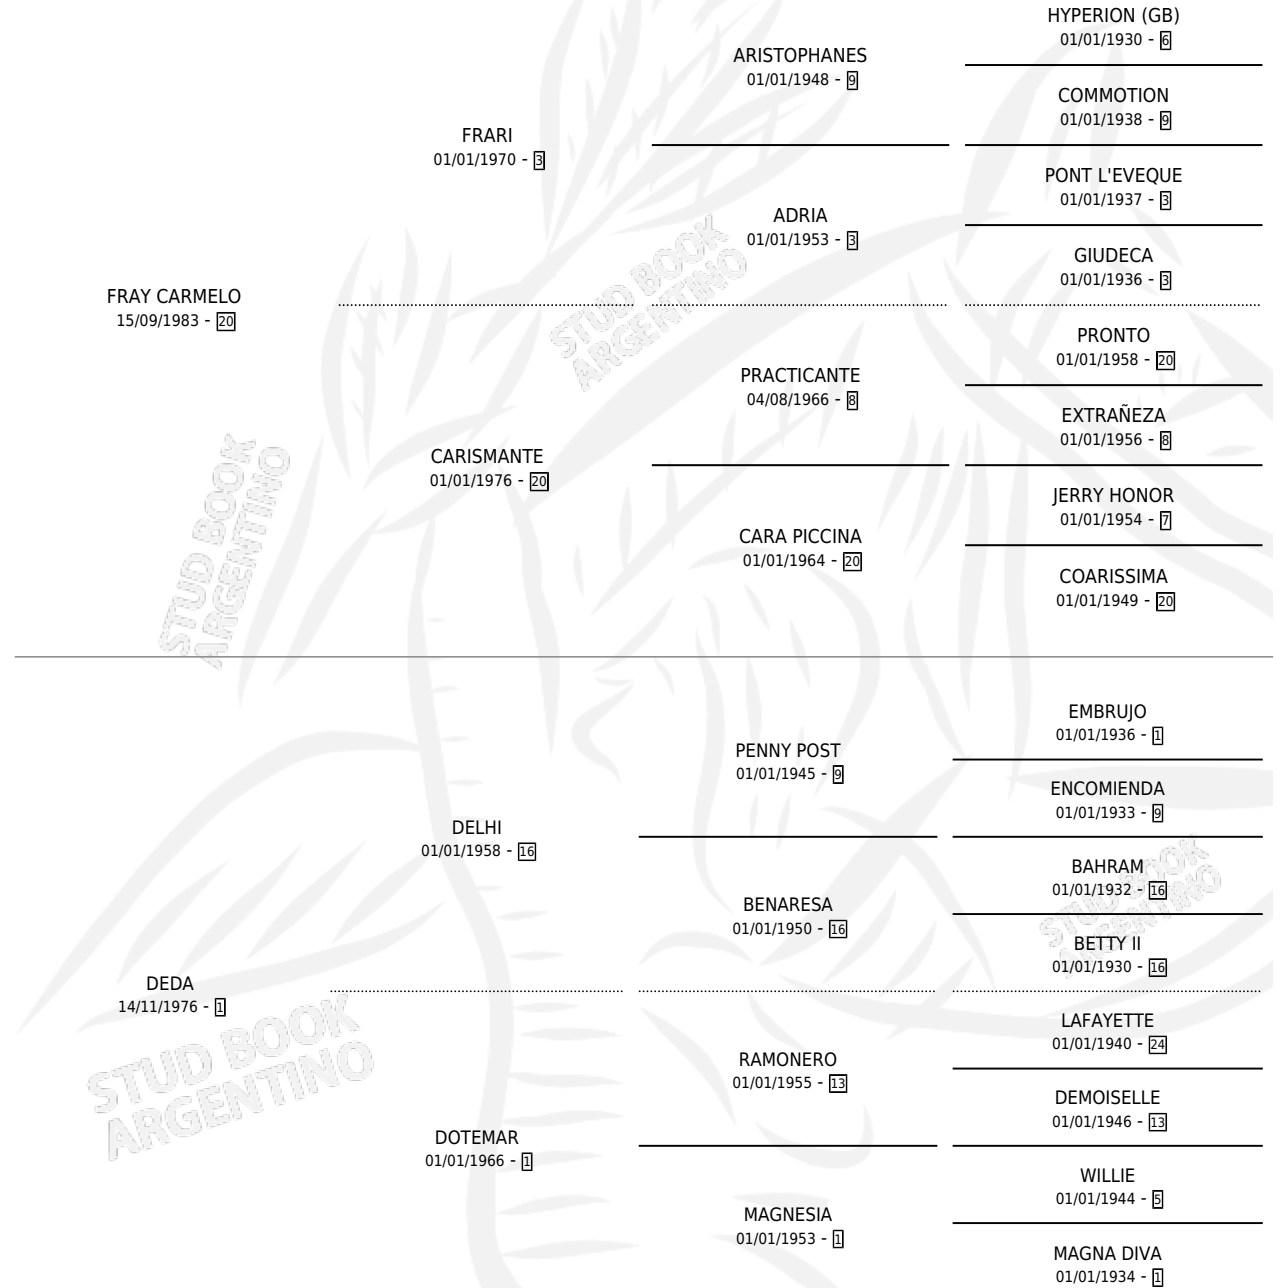 HYPERION (GB)
01/01/1930 - 6
ARISTOPHANES
01/01/1948 - 9
COMMOTION
01/01/1938 - 9
FRARI
01/01/1970 - 3
PONT L'EVEQUE
01/01/1937 - 3
ADRIA
01/01/1953 - 3
GIUDECA
01/01/1936 - 3
FRAY CARMELO
15/09/1983 - 20
PRONTO
01/01/1958 - 20
PRACTICANTE
04/08/1966 - 8
EXTRAÑEZA
01/01/1956 - 8
CARISMANTE
01/01/1976 - 20
JERRY HONOR
01/01/1954 - 7
CARA PICCINA
01/01/1964 - 20
COARISSIMA
01/01/1949 - 20
EMBRUJO
01/01/1936 - 1
PENNY POST
01/01/1945 - 9
ENCOMIENDA
01/01/1933 - 9
DELHI
01/01/1958 - 16
BAHRAM
01/01/1932 - 16
BENARESA
01/01/1950 - 16
BETTY II
01/01/1930 - 16
DEDA
14/11/1976 - 1
LAFAYETTE
01/01/1940 - 24
RAMONERO
01/01/1955 - 13
DEMOISELLE
01/01/1946 - 13
DOTEMAR
01/01/1966 - 1
WILLIE
01/01/1944 - 5
MAGNESIA
01/01/1953 - 1
MAGNA DIVA
01/01/1934 - 1
STUD BOOK
ARGENTINO
STUD BOOK
ARGENTINO
STUD BOOK
ARGENTINO
STUD BOOK
ARGENTINO